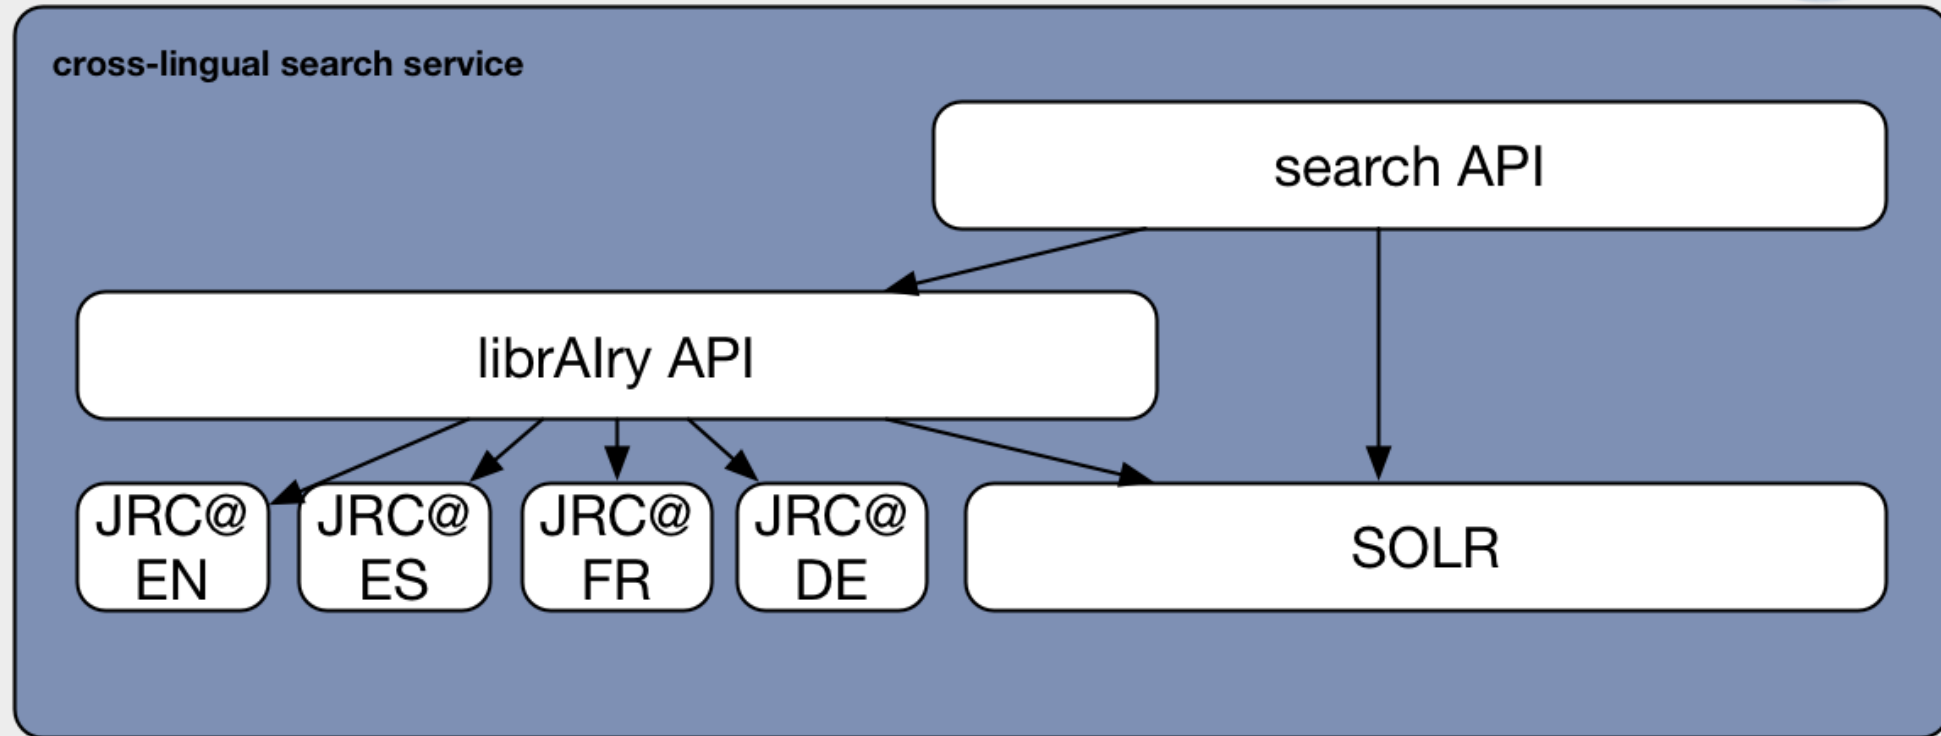 cross-lingual search service
search API
librAIry API
JRC@
EN
JRC@
ES
JRC@
FR
JRC@
DE
SOLR